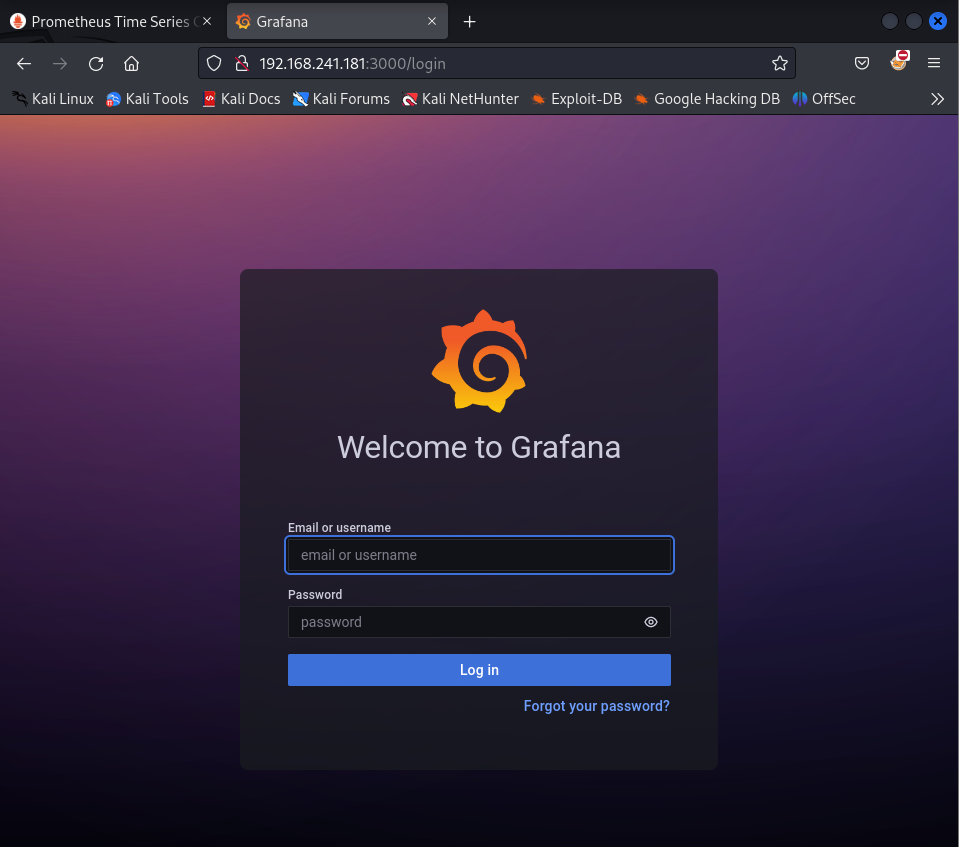 Prometheus Time Series
Grafana
192.168.241.181:3000/login
Kali Linux Kali Tools Kali Docs Kali Forums Kali NetHunter Exploit-DB Google Hacking DB OffSec
Welcome to Grafana
Email or username
email or username
Password
password
Log in
Forgot your password?